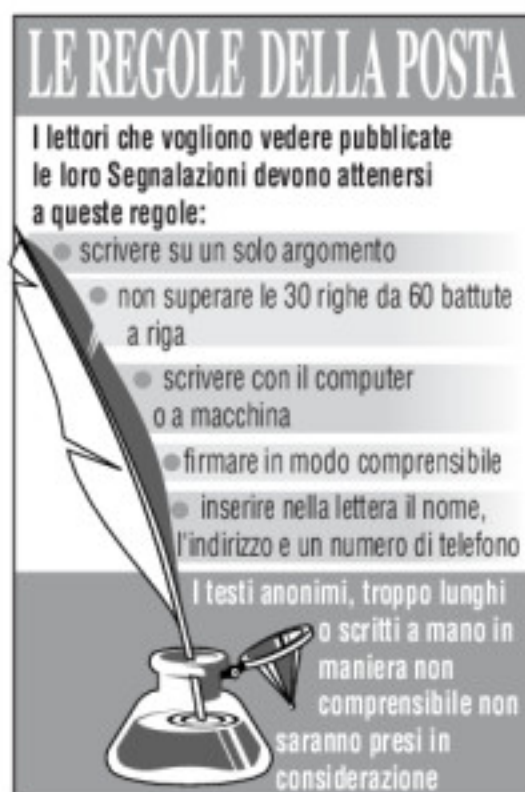 LE REGOLE DELLA POSTA
I lettori che vogliono vedere pubblicate
le loro Segnalazioni devono attenersi
a queste regole:
● scrivere su un solo argomento
● non superare le 30 righe da 60 battute
a riga
● scrivere con il computer
o a macchina
● firmare in modo comprensibile
● inserire nella lettera il nome,
l'indirizzo e un numero di telefono
I testi anonimi, troppo lunghi
o scritti a mano in
maniera non
comprensibile non
saranno presi in
considerazione